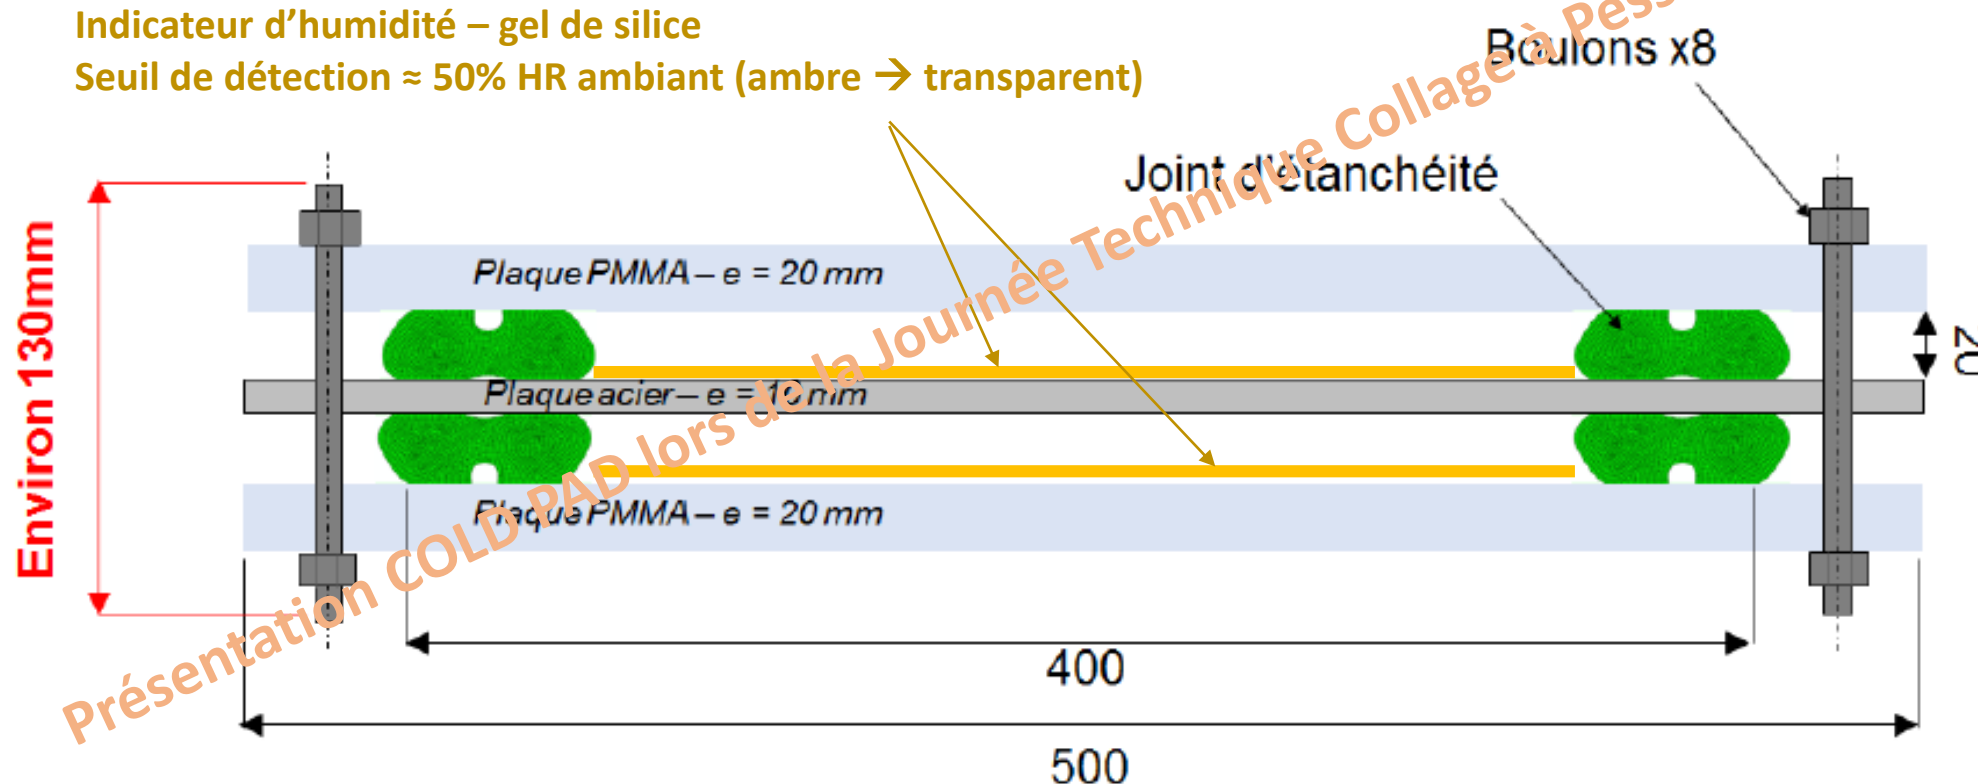 Indicateur d’humidité – gel de silice
Seuil de détection ≈ 50% HR ambiant (ambre → transparent)
Boulons x8
Joint d'étanchéité
Plaque PMMA – e = 20 mm
Environ 130mm
20
Plaque acier – e = 10 mm
Plaque PMMA – e = 20 mm
400
500
Présentation COLD PAD lors de la Journée Technique Collage à